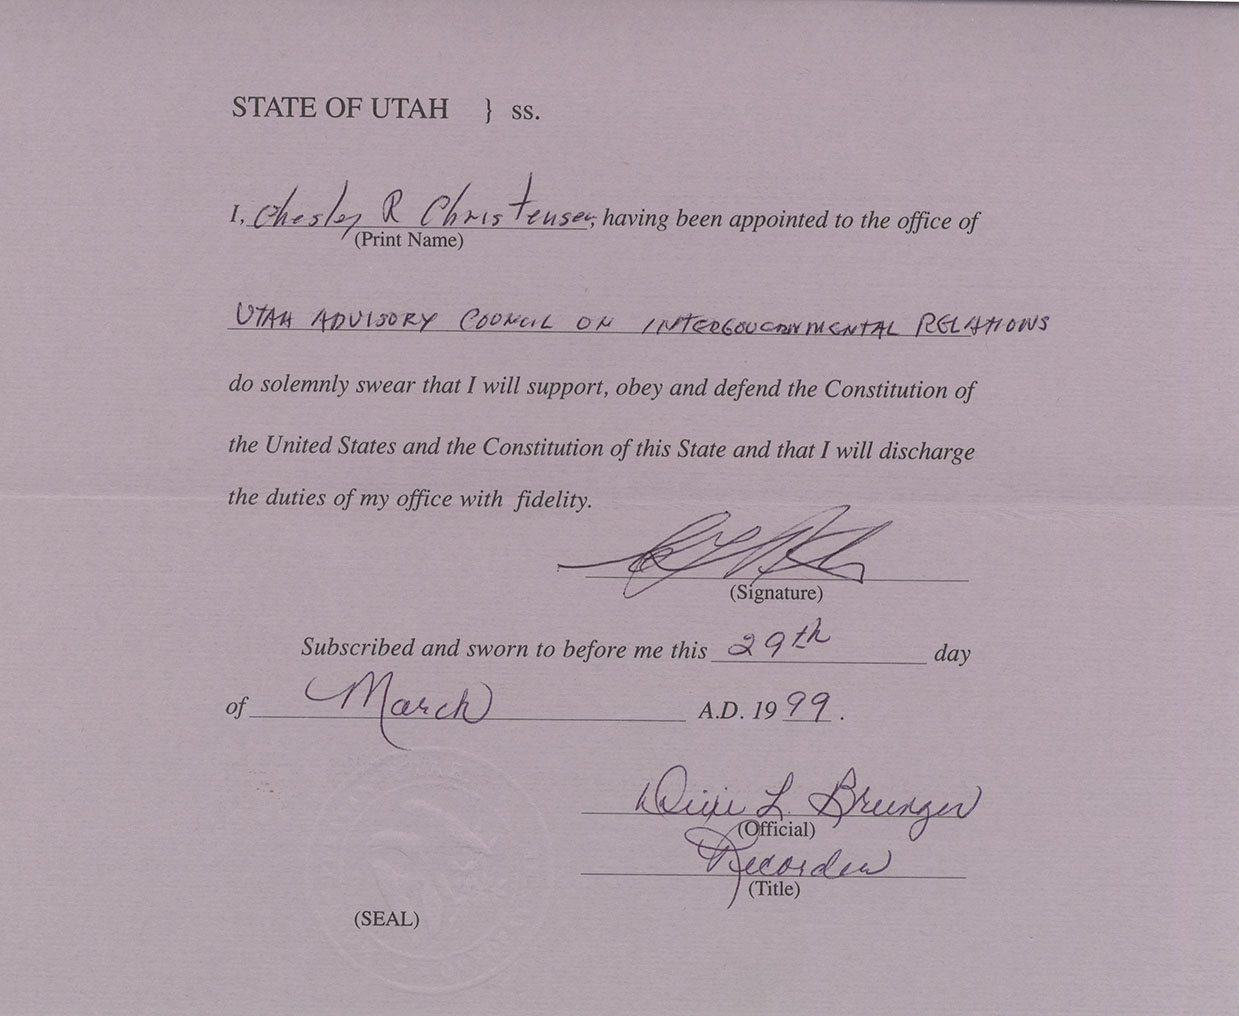 STATE OF UTAH } ss.
I, Chesley R Christensen, having been appointed to the office of
(Print Name)
UTAH ADVISORY COUNCIL ON INTERGOVERNMENTAL RELATIONS
do solemnly swear that I will support, obey and defend the Constitution of
the United States and the Constitution of this State and that I will discharge
the duties of my office with fidelity.
(Signature)
Subscribed and sworn to before me this 29th day
of March A.D. 1999.
Dixie L. Brunger
(Official)
Recorder
(Title)
(SEAL)